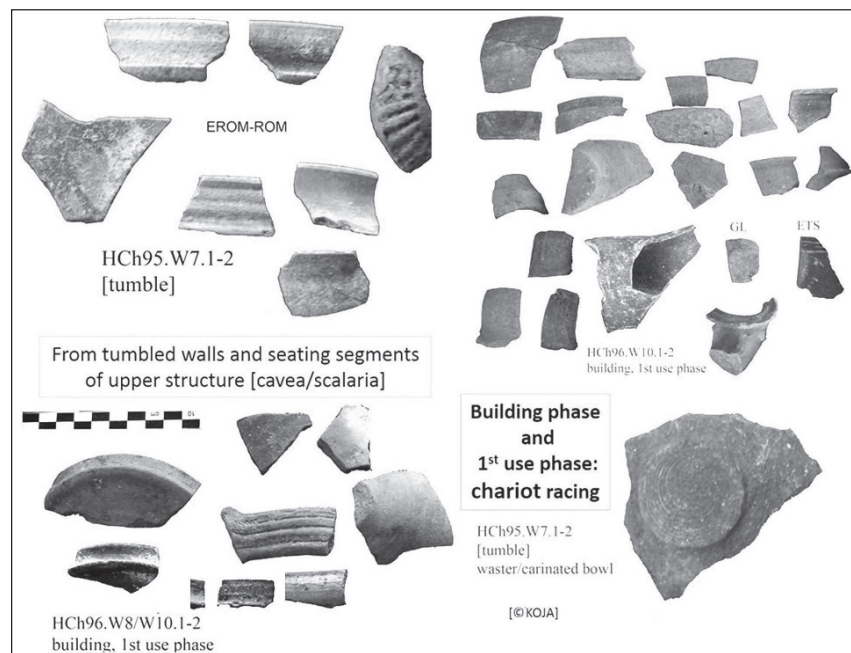 EROM-ROM
HCh95.W7.1-2
[tumble]
From tumbled walls and seating segments
of upper structure [cavea/scalaria]
cm
10
HCh96.W8/W10.1-2
building, 1st use phase
GL
ETS
HCh96.W10.1-2
building, 1st use phase
Building phase
and
1st use phase:
chariot racing
HCh95.W7.1-2
[tumble]
waster/carinated bowl
[©KOJA]